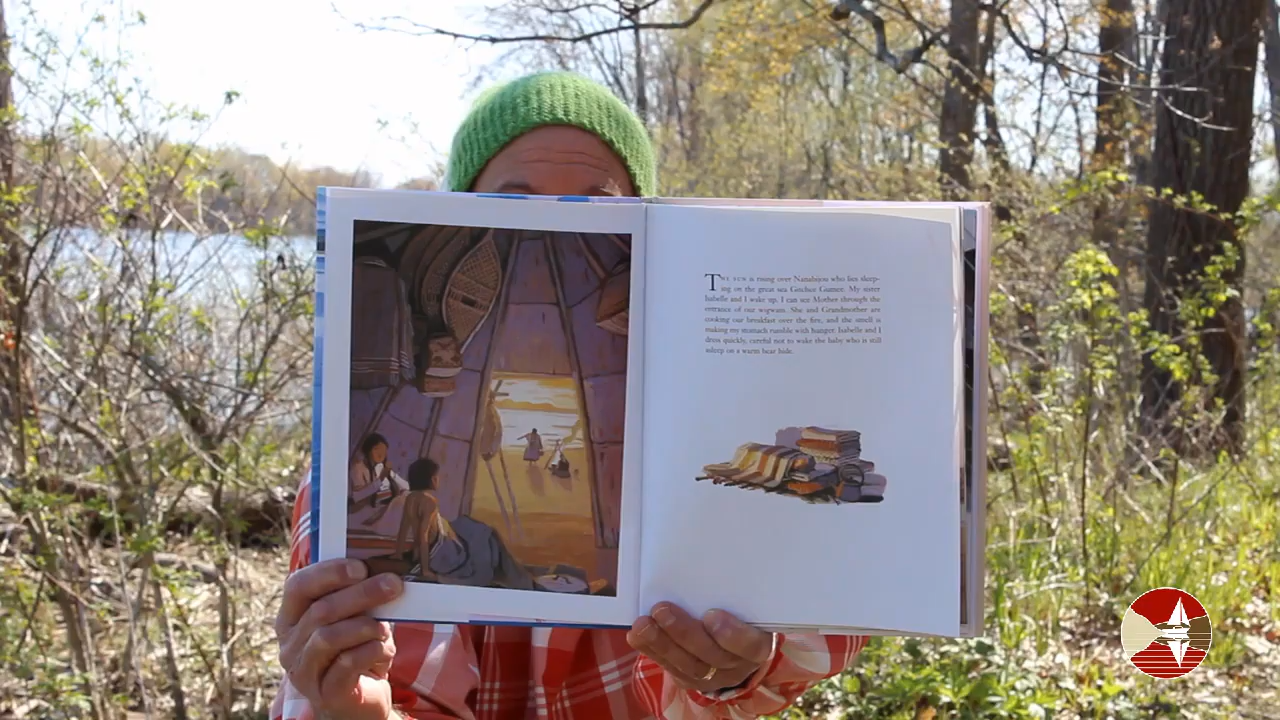 THE SUN is rising over Nanabijou who lies sleep-
ing on the great sea Gitchee Gumee. My sister
Isabelle and I wake up. I can see Mother through the
entrance of our wigwam. She and Grandmother are
cooking our breakfast over the fire, and the smell is
making my stomach rumble with hunger. Isabelle and I
dress quickly, careful not to wake the baby who is still
asleep on a warm bear hide.